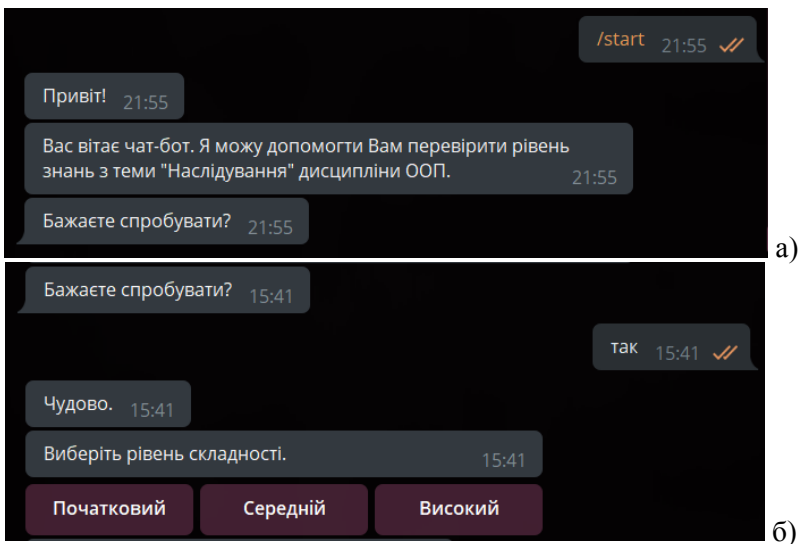 /start 21:55
Привіт! 21:55
Вас вітає чат-бот. Я можу допомогти Вам перевірити рівень
знань з теми "Наслідування" дисципліни ООП. 21:55
Бажаєте спробувати? 21:55
а)
Бажаєте спробувати? 15:41
так 15:41
Чудово. 15:41
Виберіть рівень складності. 15:41
Початковий Середній Високий
б)